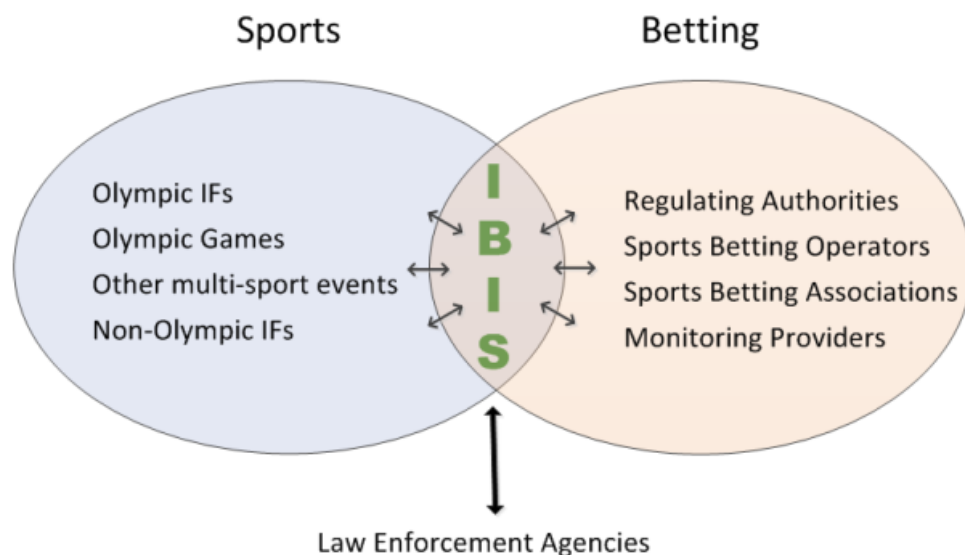 Sports
Betting
Olympic IFs
Olympic Games
Other multi-sport events
Non-Olympic IFs
I
B
I
S
Regulating Authorities
Sports Betting Operators
Sports Betting Associations
Monitoring Providers
Law Enforcement Agencies